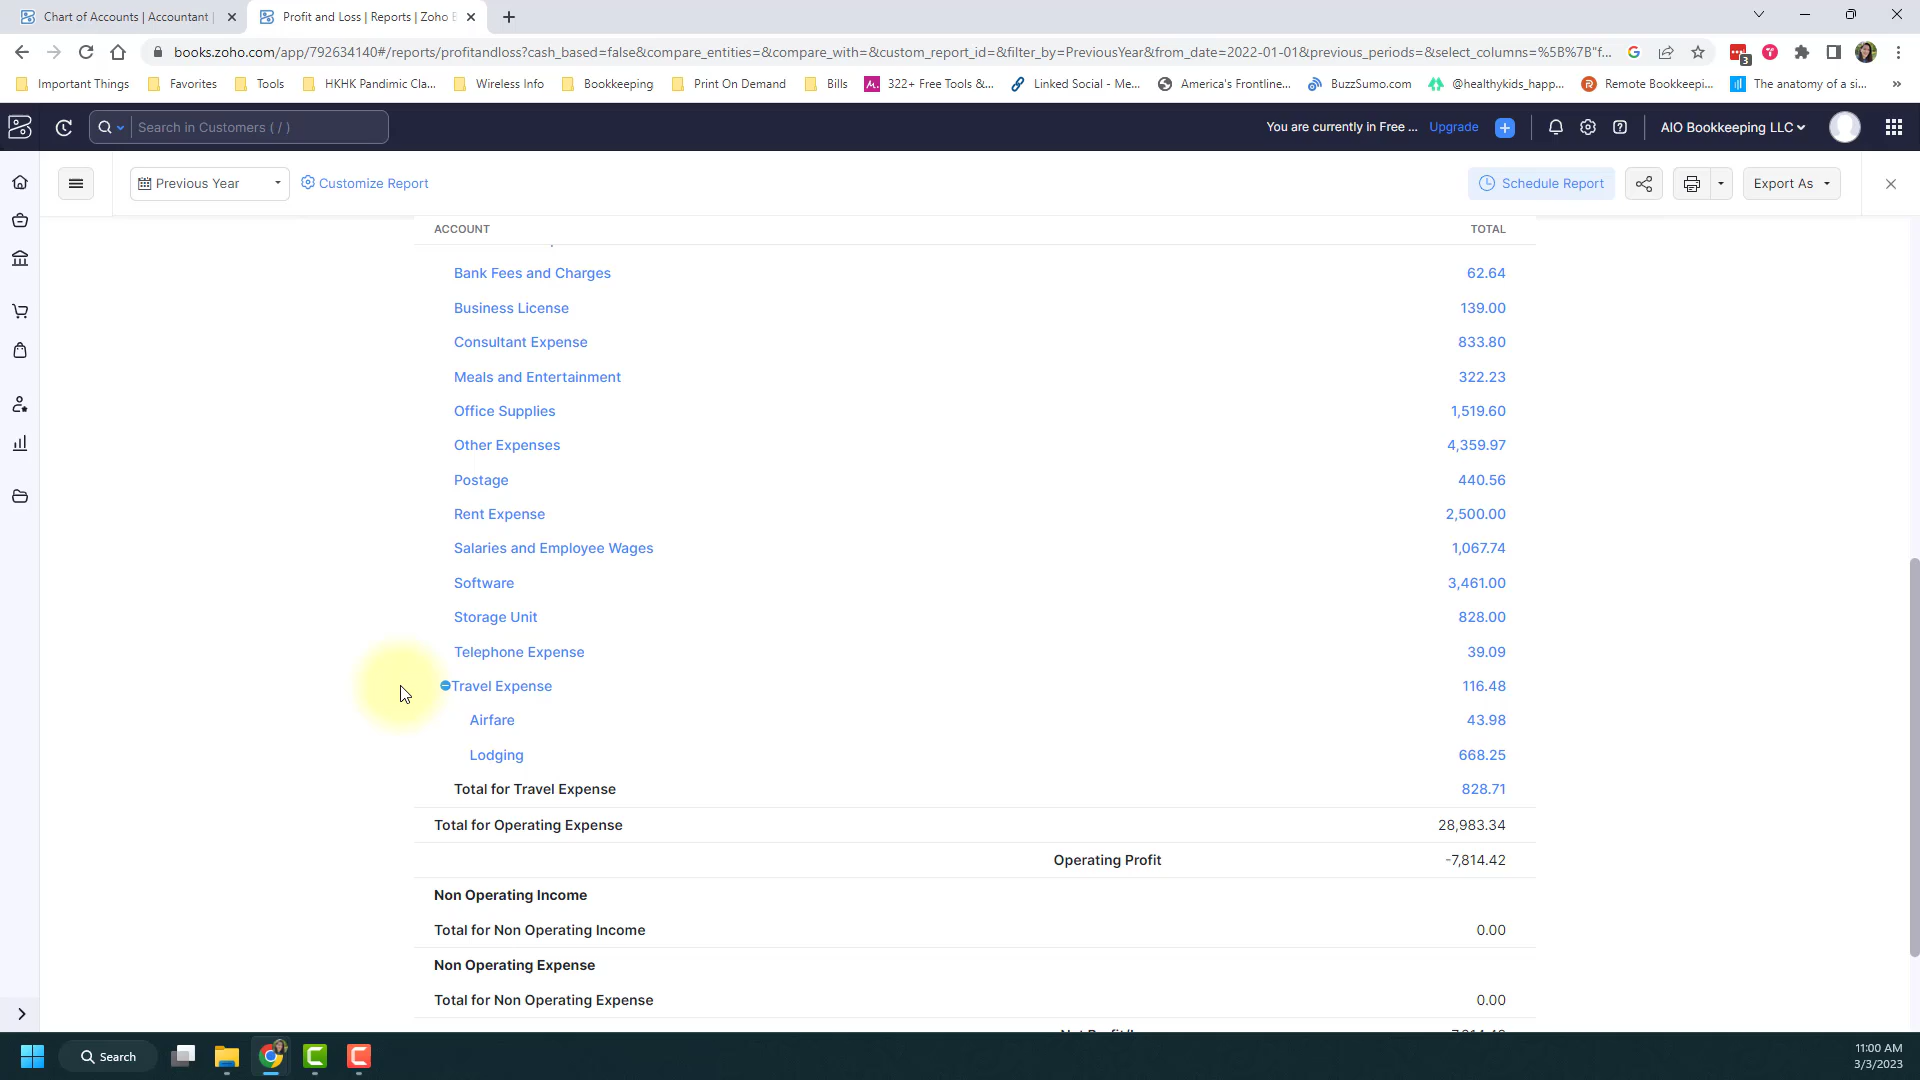 Chart of Accounts | Accountant |
Profit and Loss | Reports | Zoho B
books.zoho.com/app/792634140#/reports/profitandloss?cash_based=false&compare_entities=&compare_with=&custom_report_id=&filter_by=PreviousYear&from_date=2022-01-01&previous_periods=&select_columns=%5B%7B"f...
3
Important Things
Favorites
Tools
HKHK Pandimic Cla...
Wireless Info
Bookkeeping
Print On Demand
Bills
322+ Free Tools &...
Linked Social - Me...
America's Frontline...
BuzzSumo.com
@healthykids_happ...
Remote Bookkeepi...
The anatomy of a si...
Search in Customers ( / )
You are currently in Free ...
Upgrade
AIO Bookkeeping LLC
Previous Year
Customize Report
Schedule Report
Export As
ACCOUNT TOTAL
Bank Fees and Charges 62.64
Business License 139.00
Consultant Expense 833.80
Meals and Entertainment 322.23
Office Supplies 1,519.60
Other Expenses 4,359.97
Postage 440.56
Rent Expense 2,500.00
Salaries and Employee Wages 1,067.74
Software 3,461.00
Storage Unit 828.00
Telephone Expense 39.09
Travel Expense 116.48
Airfare 43.98
Lodging 668.25
Total for Travel Expense 828.71
Total for Operating Expense 28,983.34
Operating Profit -7,814.42
Non Operating Income
Total for Non Operating Income 0.00
Non Operating Expense
Total for Non Operating Expense 0.00
Search
11:00 AM
3/3/2023